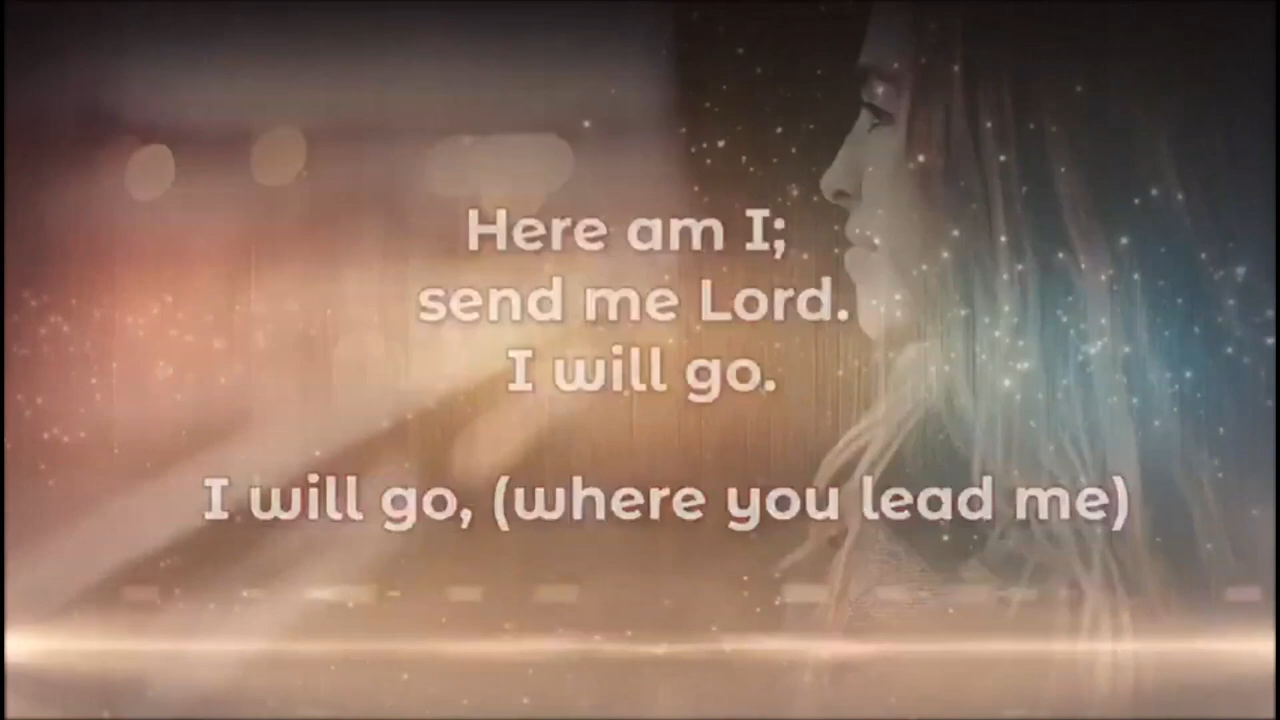 Here am I;
send me Lord.
I will go.
I will go, (where you lead me)